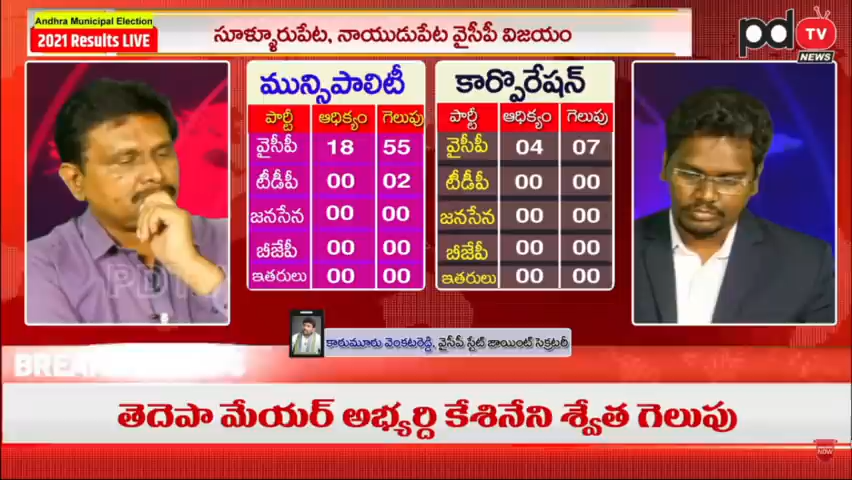 Andhra Municipal Election
2021 Results LIVE
సూళ్ళూరుపేట, నాయుడుపేట వైసీపీ విజయం
pd TV
NEWS
మున్సిపాలిటీ
పార్టీ ఆధిక్యం గెలుపు
వైసీపీ 18 55
టీడీపీ 00 02
జనసేన 00 00
బీజేపీ 00 00
ఇతరులు 00 00
కార్పొరేషన్
పార్టీ ఆధిక్యం గెలుపు
వైసీపీ 04 07
టీడీపీ 00 00
జనసేన 00 00
బీజేపీ 00 00
ఇతరులు 00 00
కారుమూరు వెంకటరెడ్డి, వైసీపీ స్టేట్ జాయింట్ సెక్రటరీ
తెదెపా మేయర్ అభ్యర్ది కేశినేని శ్వేత గెలుపు